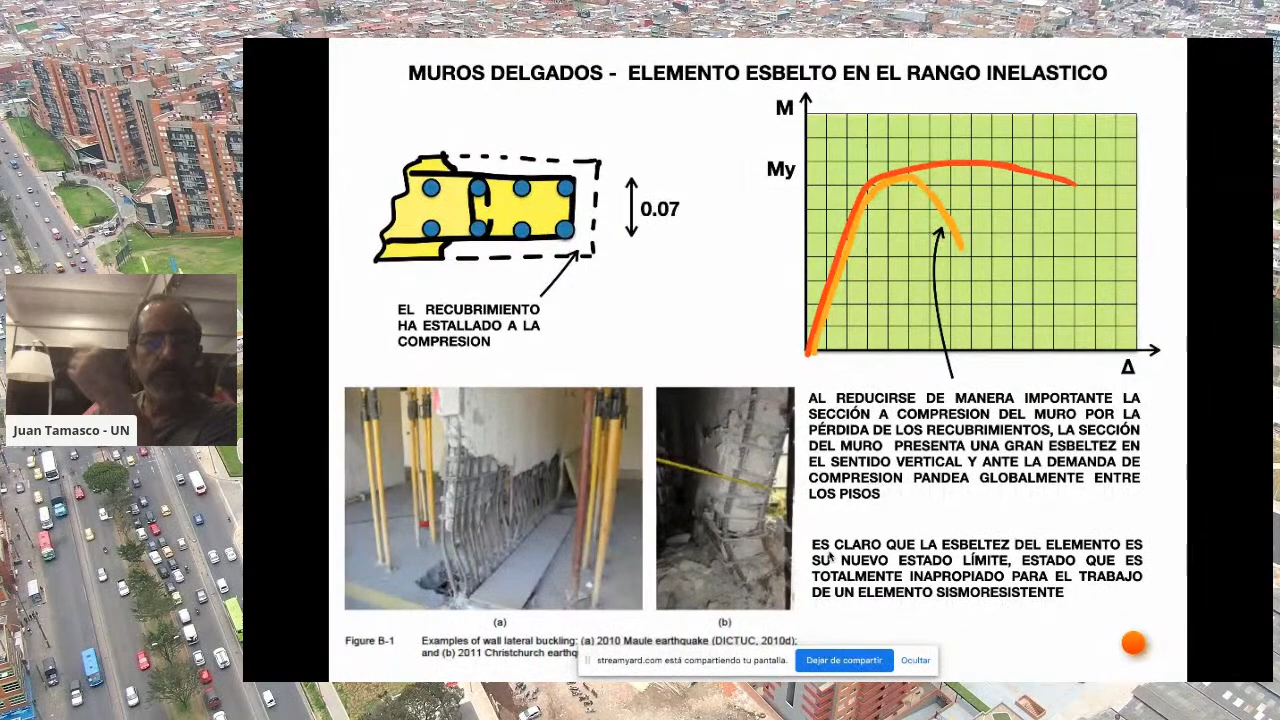 MUROS DELGADOS - ELEMENTO ESBELTO EN EL RANGO INELASTICO
M
My
0.07
EL RECUBRIMIENTO
HA ESTALLADO A LA
COMPRESION
Δ
AL REDUCIRSE DE MANERA IMPORTANTE LA
SECCIÓN A COMPRESION DEL MURO POR LA
PÉRDIDA DE LOS RECUBRIMIENTOS, LA SECCIÓN
DEL MURO PRESENTA UNA GRAN ESBELTEZ EN
EL SENTIDO VERTICAL Y ANTE LA DEMANDA DE
COMPRESION PANDEA GLOBALMENTE ENTRE
LOS PISOS
Juan Tamasco - UN
ES CLARO QUE LA ESBELTEZ DEL ELEMENTO ES
SU NUEVO ESTADO LÍMITE, ESTADO QUE ES
TOTALMENTE INAPROPIADO PARA EL TRABAJO
DE UN ELEMENTO SISMORESISTENTE
(a)
(b)
Figure B-1 Examples of wall lateral buckling: (a) 2010 Maule earthquake (DICTUC, 2010d);
and (b) 2011 Christchurch earthq
streamyard.com está compartiendo tu pantalla.
Dejar de compartir
Ocultar